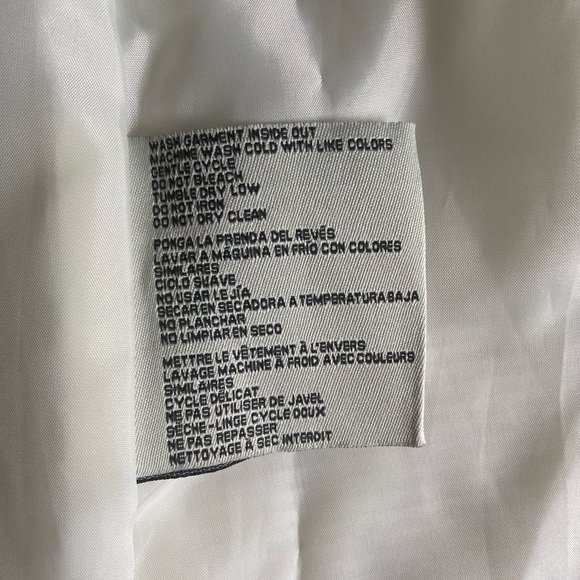 WASH GARMENT INSIDE OUT
MACHINE WASH COLD WITH LIKE COLORS
GENTLE CYCLE
DO NOT BLEACH
TUMBLE DRY LOW
DO NOT IRON
DO NOT DRY CLEAN
PONGA LA PRENDA DEL REVÉS
LAVAR A MÁQUINA EN FRÍO CON COLORES
SIMILARES
CICLO SUAVE
NO USAR LEJÍA
SECAR EN SECADORA A TEMPERATURA BAJA
NO PLANCHAR
NO LIMPIAR EN SECO
METTRE LE VÊTEMENT À L'ENVERS
LAVAGE MACHINE À FROID AVEC COULEURS
SIMILAIRES
CYCLE DÉLICAT
NE PAS UTILISER DE JAVEL
SÈCHE-LINGE/CYCLE DOUX
NE PAS REPASSER
NETTOYAGE À SEC INTERDIT